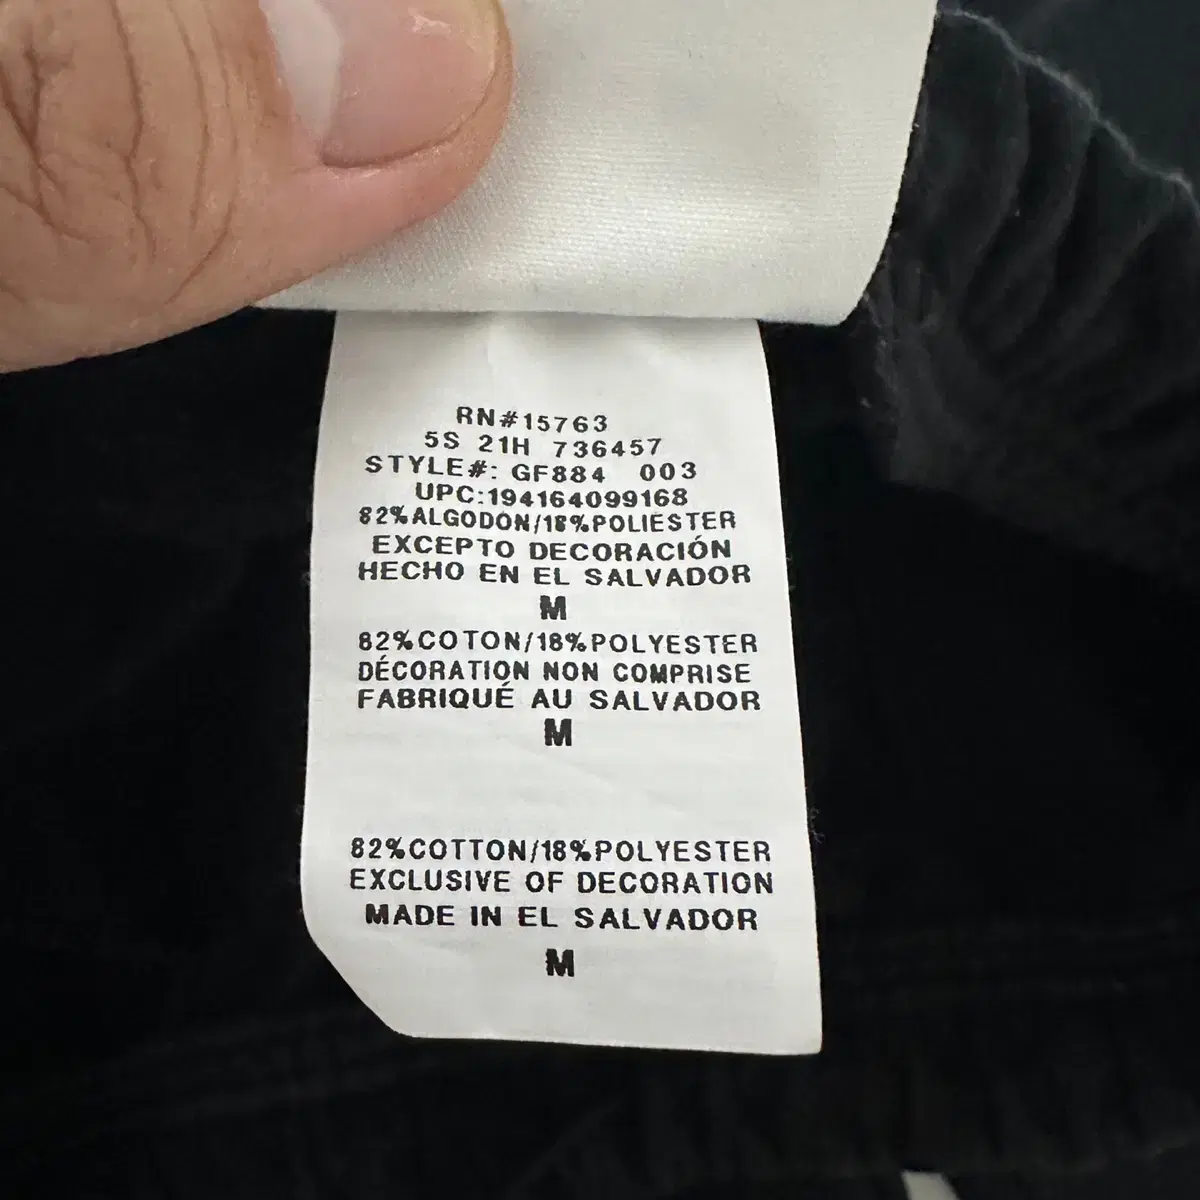 RN#15763
5S 21H 736457
STYLE#: GF884 003
UPC:194164099168
82%ALGODON/18%POLIESTER
EXCEPTO DECORACIÓN
HECHO EN EL SALVADOR
M
82%COTON/18%POLYESTER
DÉCORATION NON COMPRISE
FABRIQUÉ AU SALVADOR
M
82%COTTON/18%POLYESTER
EXCLUSIVE OF DECORATION
MADE IN EL SALVADOR
M